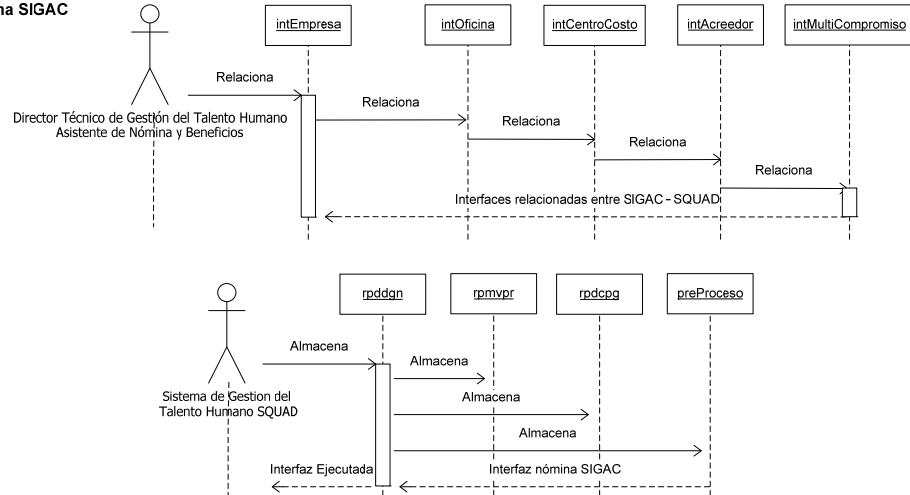 na SIGAC
intEmpresa
intOficina
intCentroCosto
intAcreedor
intMultiCompromiso
Relaciona
Relaciona
Relaciona
Relaciona
Relaciona
Director Técnico de Gestión del Talento Humano
Asistente de Nómina y Beneficios
Interfaces relacionadas entre SIGAC - SQUAD
rpddgn
rpmvpr
rpdcpg
preProceso
Almacena
Almacena
Almacena
Almacena
Sistema de Gestion del
Talento Humano SQUAD
Interfaz Ejecutada
Interfaz nómina SIGAC